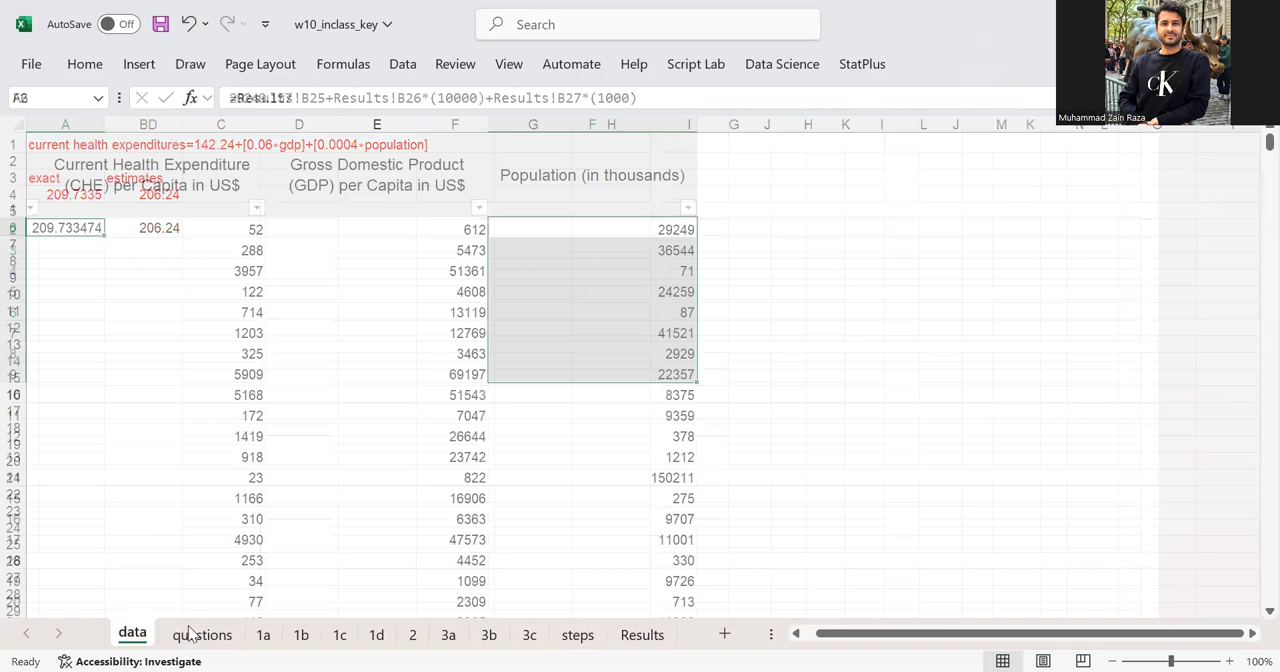 AutoSave Off w10_inclass_key Search
File Home Insert Draw Page Layout Formulas Data Review View Automate Help Script Lab Data Science StatPlus
Muhammad Zain Raza
fx =Results!B25+Results!B26*(10000)+Results!B27*(1000)
current health expenditures=142.24+[0.06*gdp]+[0.0004*population]
Current Health Expenditure (CHE) per Capita in US$
Gross Domestic Product (GDP) per Capita in US$
Population (in thousands)
exact estimates
209.7335 206.24
209.733474 206.24 52 612 29249
288 5473 36544
3957 51361 71
122 4608 24259
714 13119 87
1203 12769 41521
325 3463 2929
5909 69197 22357
5168 51543 8375
172 7047 9359
1419 26644 378
918 23742 1212
23 822 150211
1166 16906 275
310 6363 9707
4930 47573 11001
253 4452 330
34 1099 9726
77 2309 713
data questions 1a 1b 1c 1d 2 3a 3b 3c steps Results
Ready Accessibility: Investigate 100%